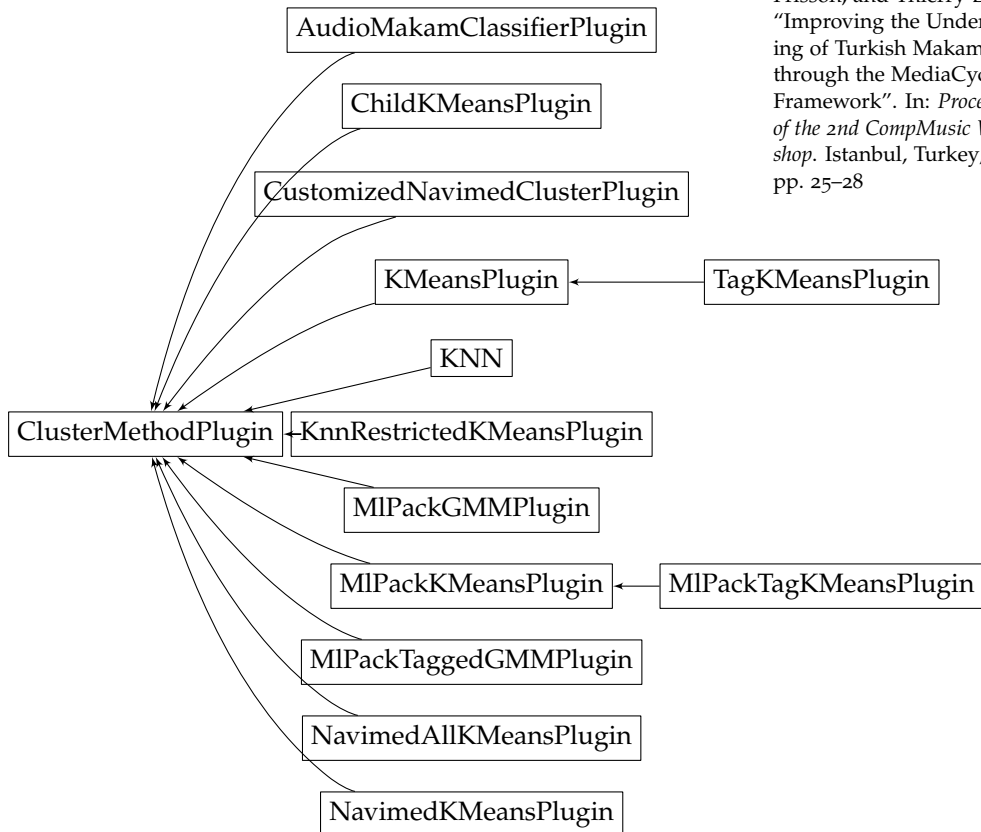 “Improving the Under
ing of Turkish Makam
through the MediaCy
Framework”. In: Proce
of the 2nd CompMusic
shop. Istanbul, Turkey,
pp. 25–28
AudioMakamClassifierPlugin
ChildKMeansPlugin
CustomizedNavimedClusterPlugin
KMeansPlugin
TagKMeansPlugin
KNN
ClusterMethodPlugin
KnnRestrictedKMeansPlugin
MlPackGMMPlugin
MlPackKMeansPlugin
MlPackTagKMeansPlugin
MlPackTaggedGMMPlugin
NavimedAllKMeansPlugin
NavimedKMeansPlugin